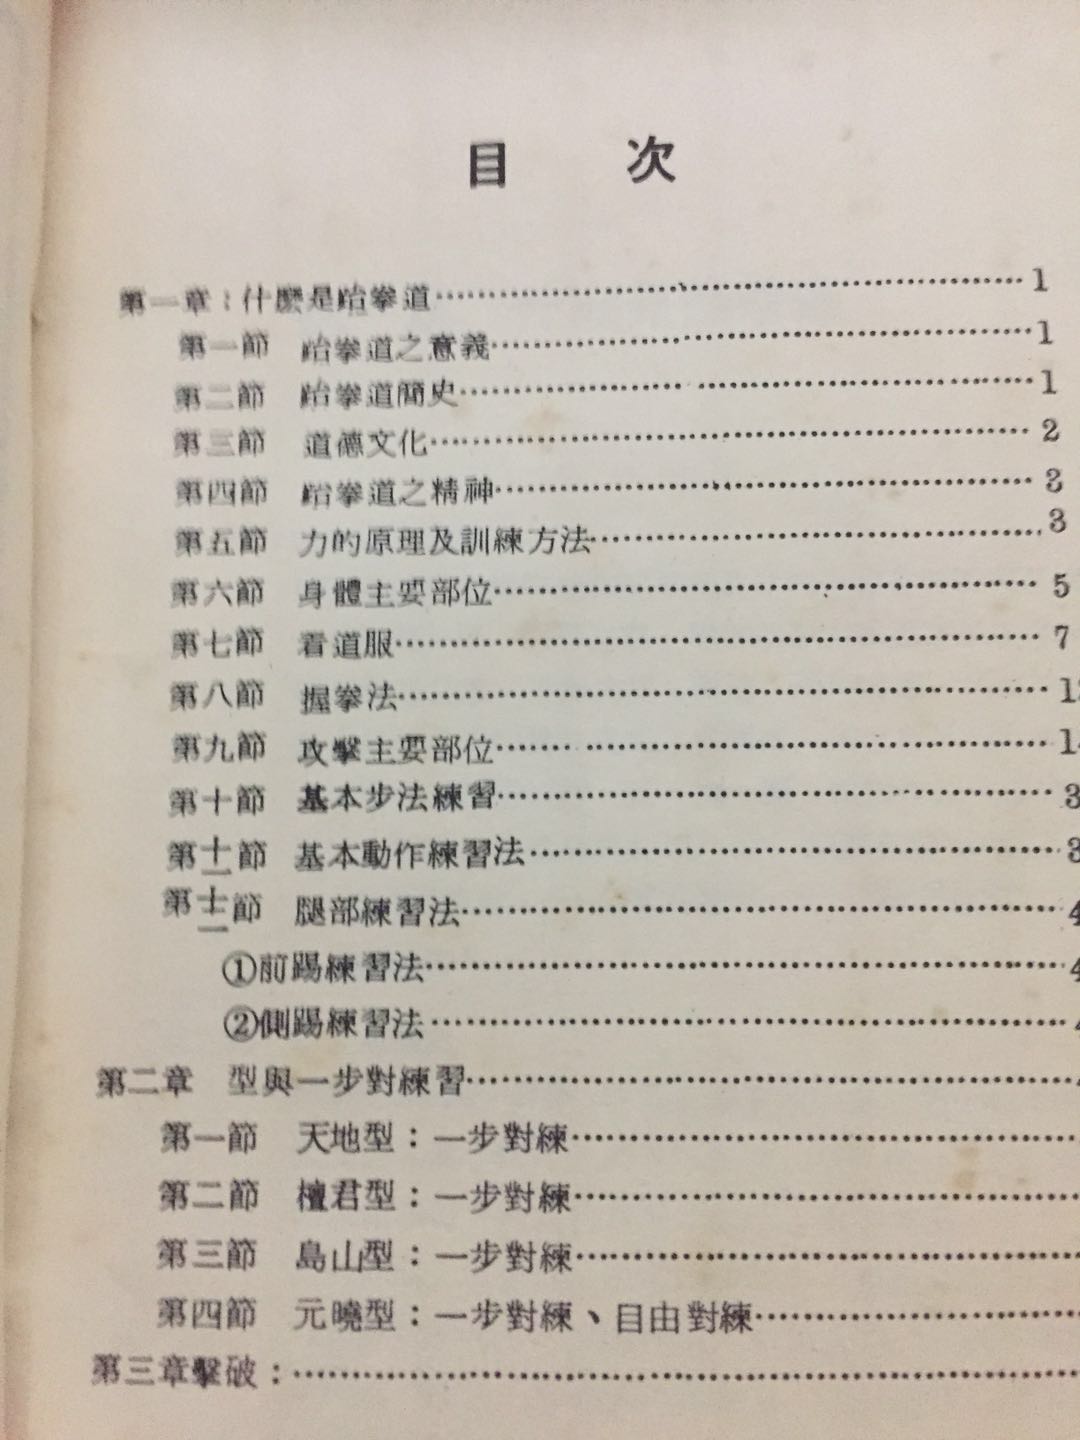 目　次
第一章：什麼是跆拳道…………1
第一節　跆拳道之意義…………1
第二節　跆拳道簡史…………1
第三節　道德文化…………2
第四節　跆拳道之精神…………3
第五節　力的原理及訓練方法…………3
第六節　身體主要部位…………5
第七節　看道服…………7
第八節　握拳法…………1
第九節　攻擊主要部位…………1
第十節　基本步法練習…………3
第十一節　基本動作練習法…………3
第十二節　腿部練習法…………4
①前踢練習法…………4
②側踢練習法…………
第二章　型與一步對練習…………
第一節　天地型：一步對練…………
第二節　檀君型：一步對練…………
第三節　島山型：一步對練…………
第四節　元曉型：一步對練、自由對練…………
第三章擊破：…………